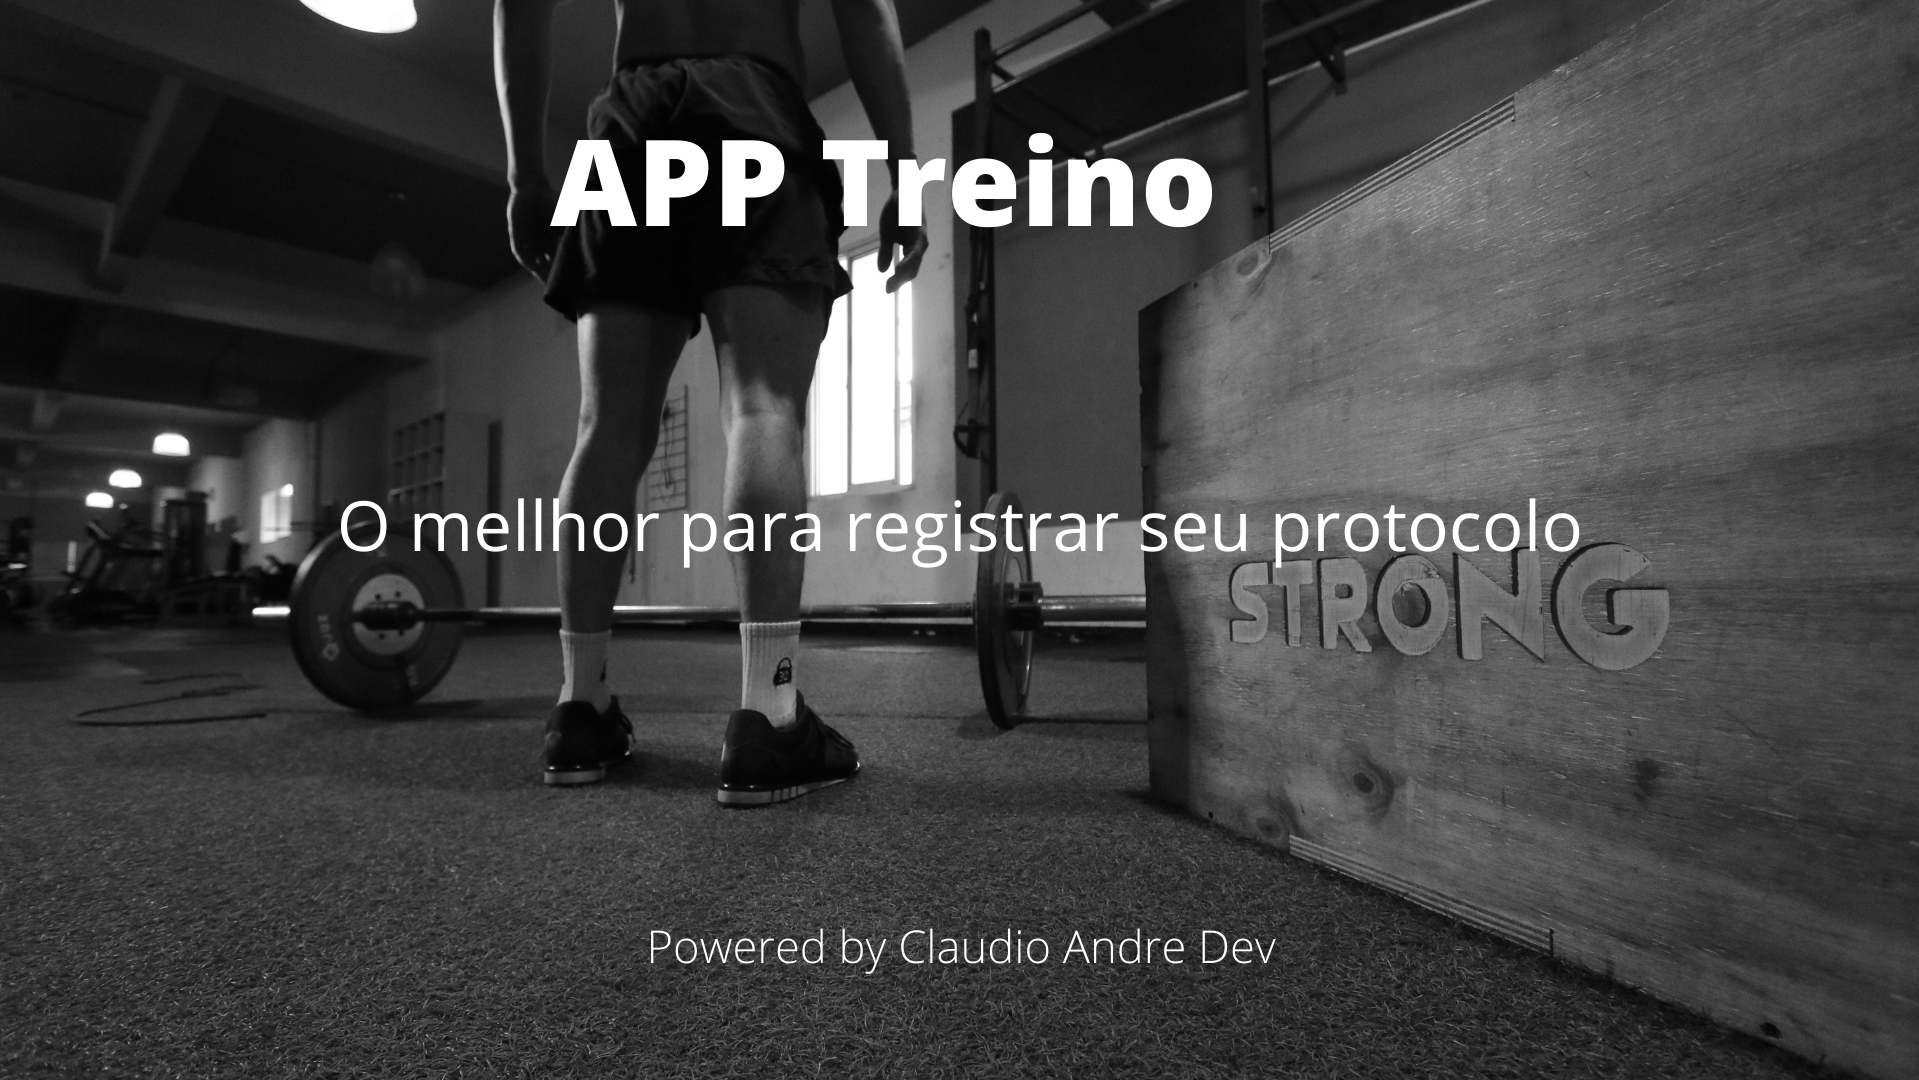 APP Treino
O mellhor para registrar seu protocolo
STRONG
Powered by Claudio Andre Dev